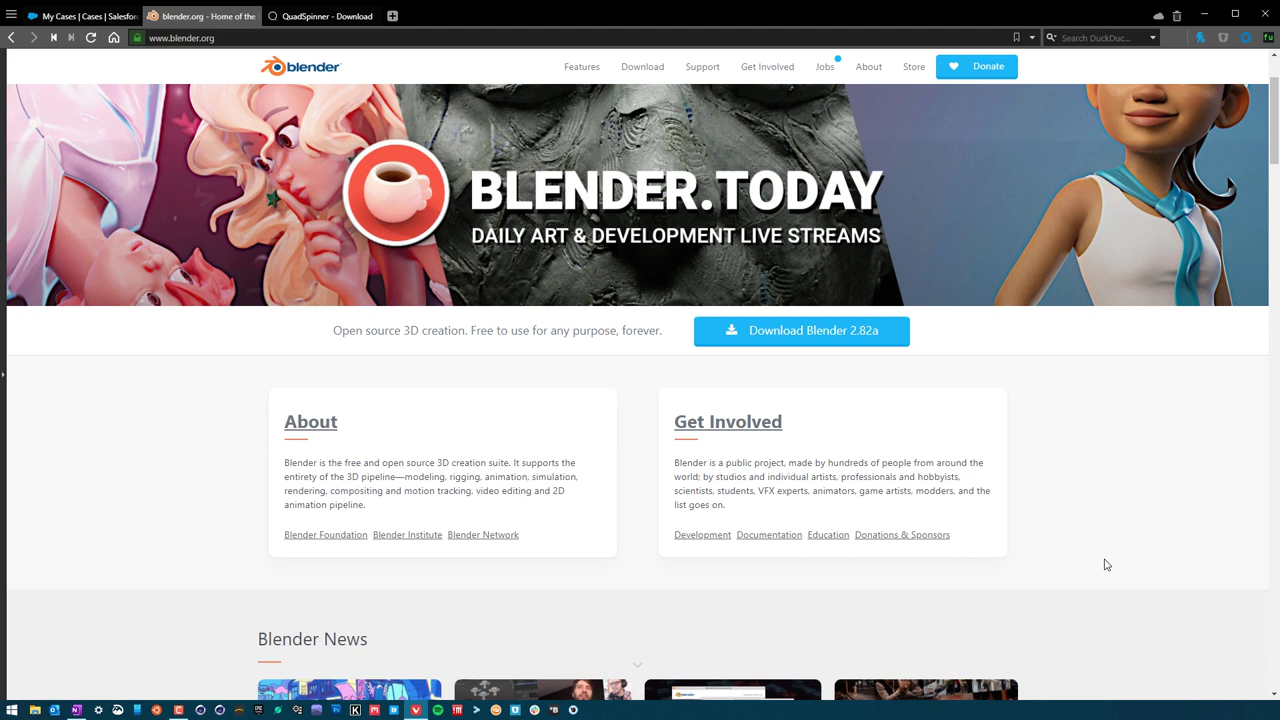 My Cases | Cases | Salesfor
blender.org - Home of the
QuadSpinner - Download
www.blender.org
Search DuckDuc...
blender
Features
Download
Support
Get Involved
Jobs
About
Store
Donate
BLENDER.TODAY
DAILY ART & DEVELOPMENT LIVE STREAMS
Open source 3D creation. Free to use for any purpose, forever.
Download Blender 2.82a
About
Blender is the free and open source 3D creation suite. It supports the
entirety of the 3D pipeline—modeling, rigging, animation, simulation,
rendering, compositing and motion tracking, video editing and 2D
animation pipeline.
Blender Foundation Blender Institute Blender Network
Get Involved
Blender is a public project, made by hundreds of people from around the
world; by studios and individual artists, professionals and hobbyists,
scientists, students, VFX experts, animators, game artists, modders, and the
list goes on.
Development Documentation Education Donations & Sponsors
Blender News